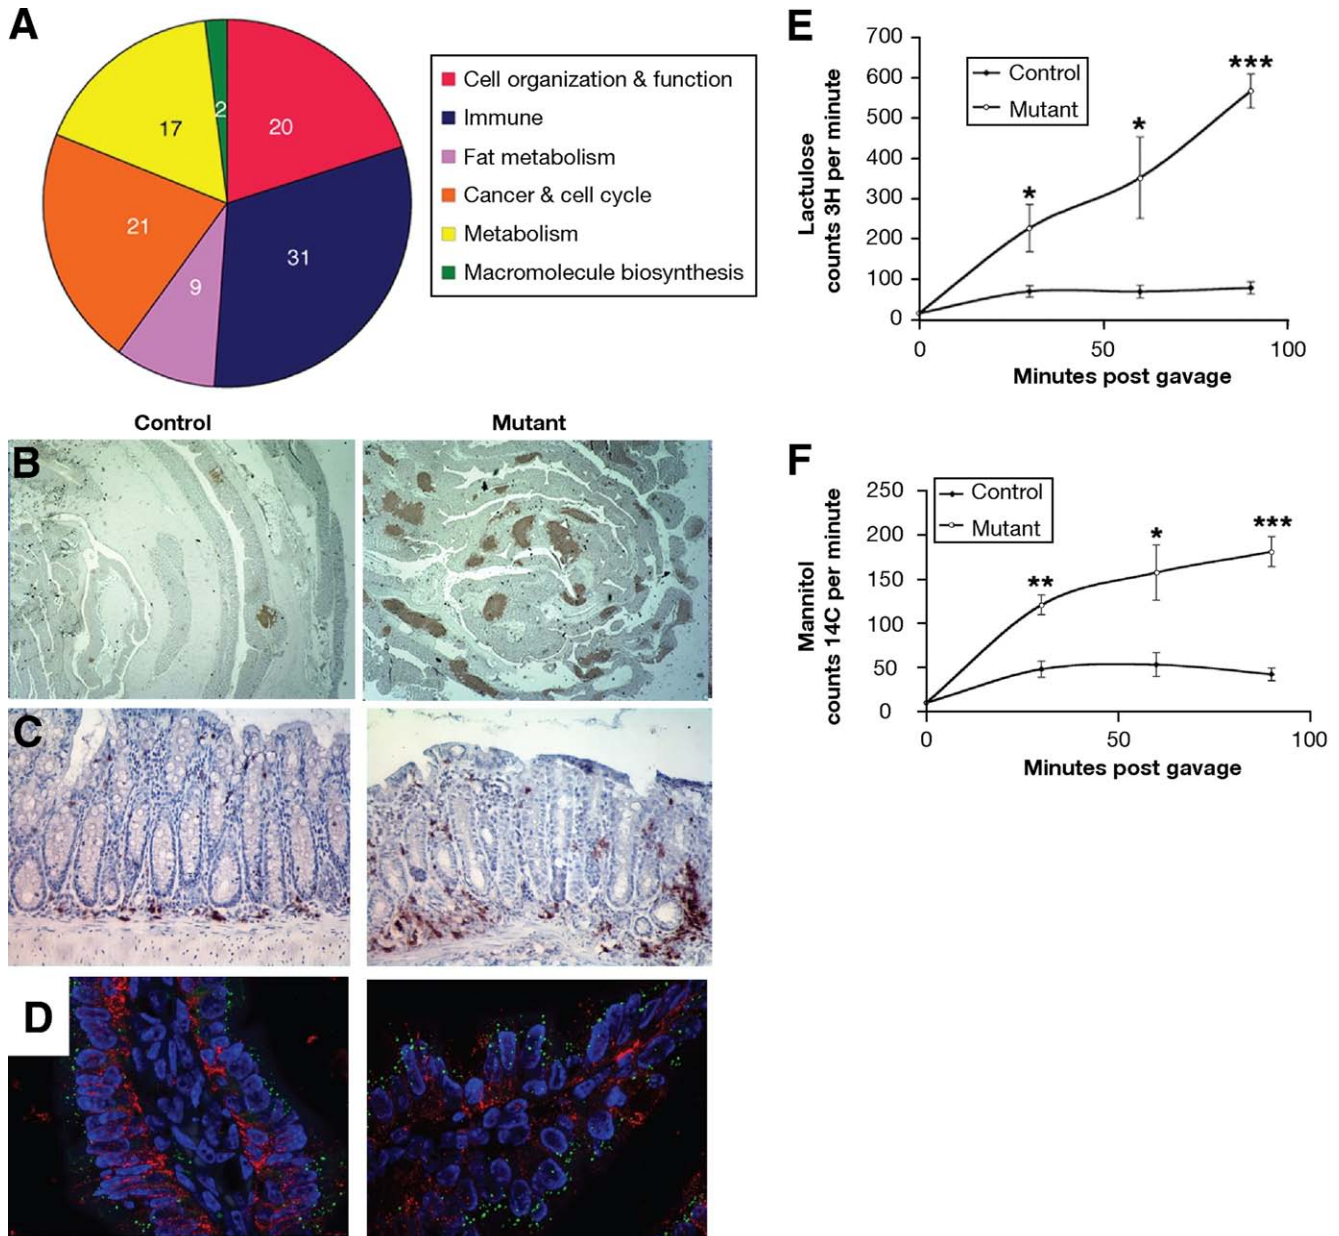 A
2
17
20
21
31
9
Cell organization & function
Immune
Fat metabolism
Cancer & cell cycle
Metabolism
Macromolecule biosynthesis
Control
Mutant
B
C
D
E
Lactulose
counts 3H per minute
700
600
500
400
300
200
100
0
Control
Mutant
*
*
***
0
50
100
Minutes post gavage
F
Mannitol
counts 14C per minute
250
200
150
100
50
0
Control
Mutant
**
*
***
0
50
100
Minutes post gavage